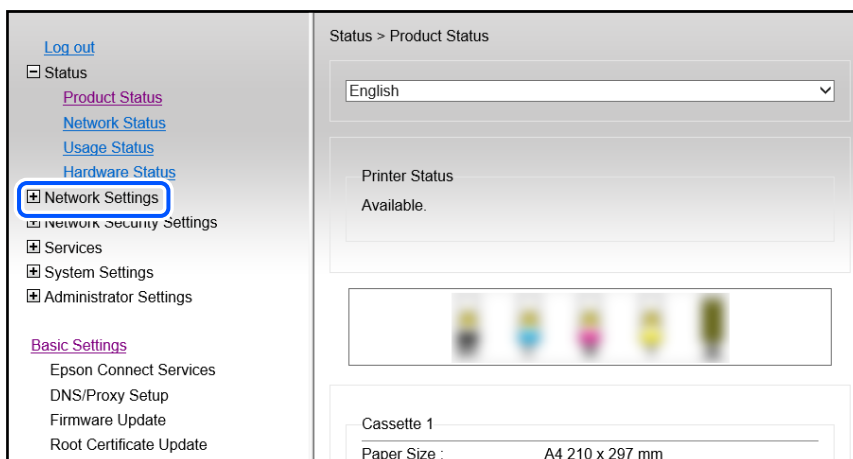 Log out
Status
Product Status
Network Status
Usage Status
Hardware Status
Network Settings
Network Security Settings
Services
System Settings
Administrator Settings
Basic Settings
Epson Connect Services
DNS/Proxy Setup
Firmware Update
Root Certificate Update
Status > Product Status
English
Printer Status
Available.
Cassette 1
Paper Size : A4 210 x 297 mm